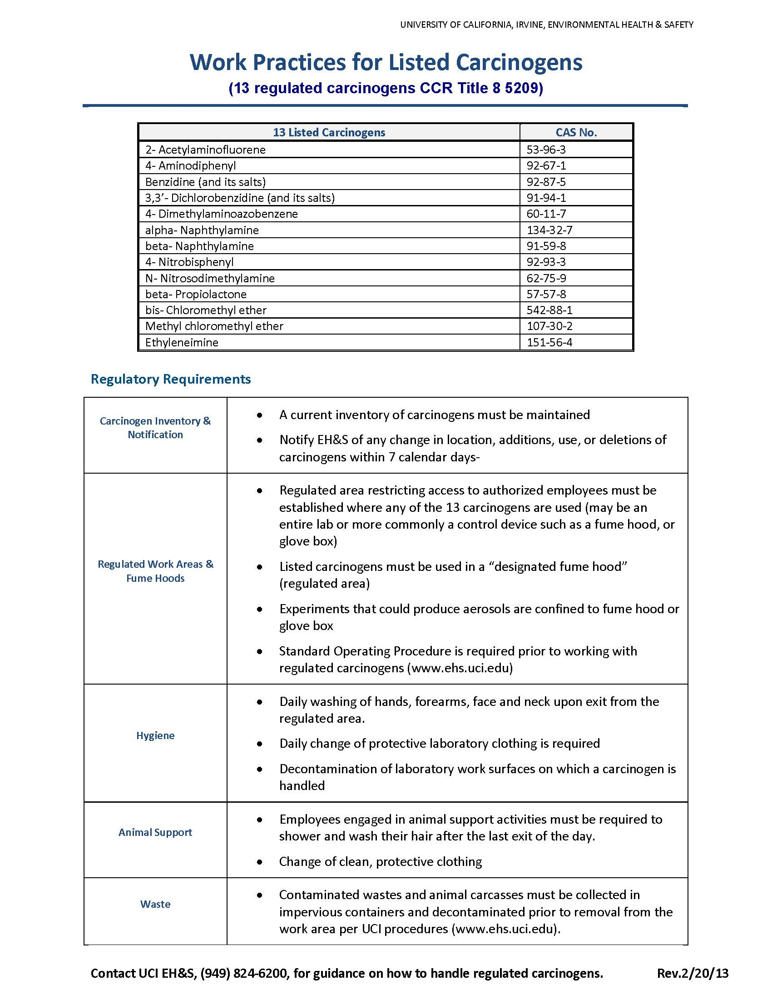 UNIVERSITY OF CALIFORNIA, IRVINE, ENVIRONMENTAL HEALTH & SAFETY
Work Practices for Listed Carcinogens
(13 regulated carcinogens CCR Title 8 5209)
13 Listed Carcinogens CAS No.
2- Acetylaminofluorene 53-96-3
4- Aminodiphenyl 92-67-1
Benzidine (and its salts) 92-87-5
3,3’- Dichlorobenzidine (and its salts) 91-94-1
4- Dimethylaminoazobenzene 60-11-7
alpha- Naphthylamine 134-32-7
beta- Naphthylamine 91-59-8
4- Nitrobisphenyl 92-93-3
N- Nitrosodimethylamine 62-75-9
beta- Propiolactone 57-57-8
bis- Chloromethyl ether 542-88-1
Methyl chloromethyl ether 107-30-2
Ethyleneimine 151-56-4
Regulatory Requirements
Carcinogen Inventory &
Notification
• A current inventory of carcinogens must be maintained
• Notify EH&S of any change in location, additions, use, or deletions of
carcinogens within 7 calendar days-
Regulated Work Areas &
Fume Hoods
• Regulated area restricting access to authorized employees must be
established where any of the 13 carcinogens are used (may be an
entire lab or more commonly a control device such as a fume hood, or
glove box)
• Listed carcinogens must be used in a “designated fume hood”
(regulated area)
• Experiments that could produce aerosols are confined to fume hood or
glove box
• Standard Operating Procedure is required prior to working with
regulated carcinogens (www.ehs.uci.edu)
Hygiene
• Daily washing of hands, forearms, face and neck upon exit from the
regulated area.
• Daily change of protective laboratory clothing is required
• Decontamination of laboratory work surfaces on which a carcinogen is
handled
Animal Support
• Employees engaged in animal support activities must be required to
shower and wash their hair after the last exit of the day.
• Change of clean, protective clothing
Waste
• Contaminated wastes and animal carcasses must be collected in
impervious containers and decontaminated prior to removal from the
work area per UCI procedures (www.ehs.uci.edu).
Contact UCI EH&S, (949) 824-6200, for guidance on how to handle regulated carcinogens. Rev.2/20/13